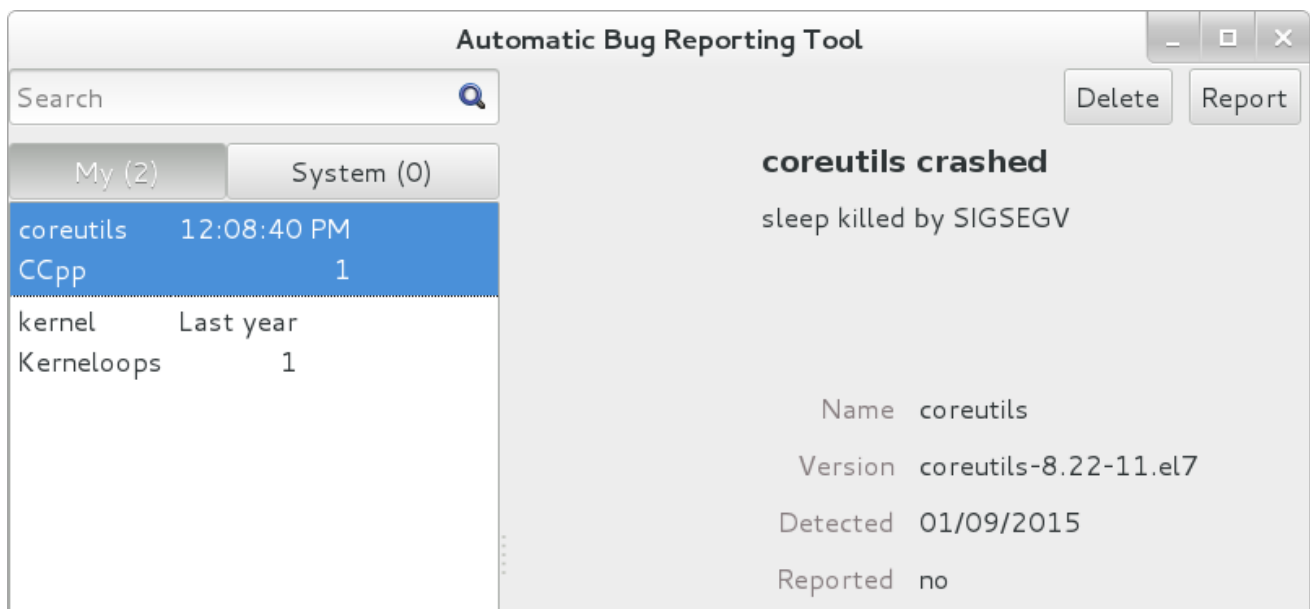 Automatic Bug Reporting Tool
Search
Delete Report
My (2) System (0)
coreutils 12:08:40 PM
CCpp 1
kernel Last year
Kerneloops 1
coreutils crashed
sleep killed by SIGSEGV
Name coreutils
Version coreutils-8.22-11.el7
Detected 01/09/2015
Reported no